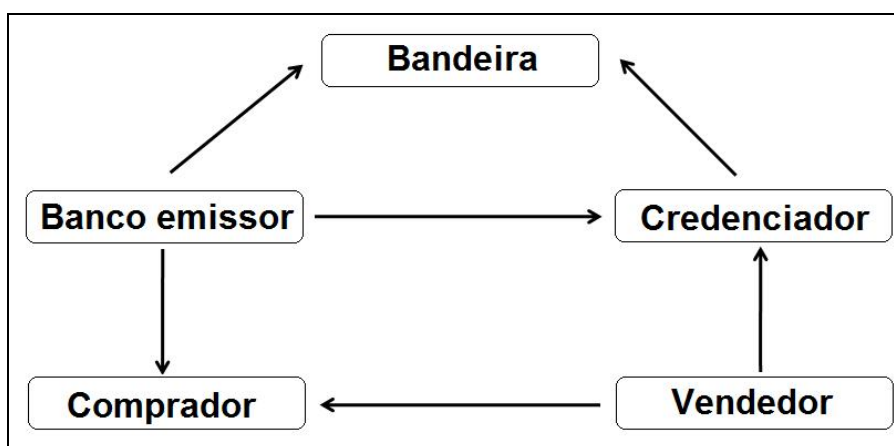 Bandeira
Banco emissor
Credenciador
Comprador
Vendedor